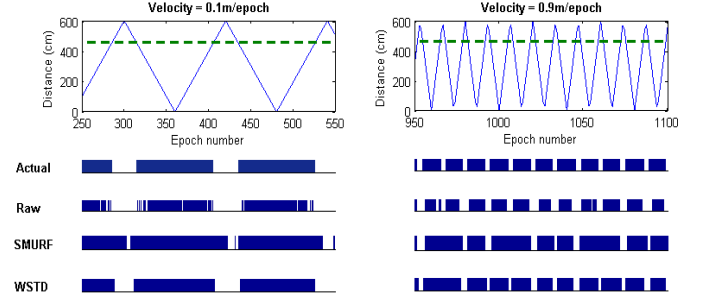 Velocity = 0.1m/epoch
Velocity = 0.9m/epoch
Distance (cm)
600
400
200
0
250
300
350
400
450
500
550
Epoch number
Distance (cm)
600
400
200
0
950
1000
1050
1100
Epoch number
Actual
Raw
SMURF
WSTD